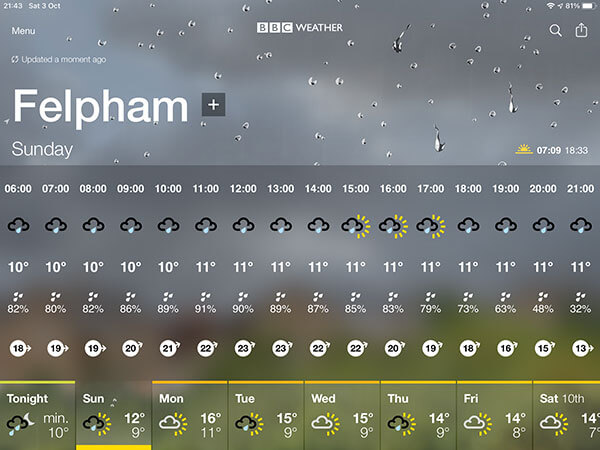 21:43 Sat 3 Oct 81%
Menu BBC WEATHER
Updated a moment ago
Felpham +
Sunday 07:09 18:33
06:00 07:00 08:00 09:00 10:00 11:00 12:00 13:00 14:00 15:00 16:00 17:00 18:00 19:00 20:00 21:00
10° 10° 10° 10° 10° 11° 11° 11° 11° 11° 11° 11° 11° 11° 11° 11°
82% 80% 82% 86% 89% 91% 90% 89% 87% 85% 83% 79% 73% 63% 48% 32%
18 19 19 20 21 22 23 23 22 22 20 19 18 16 15 13
Tonight Sun Mon Tue Wed Thu Fri Sat 10th
min. 12° 16° 15° 15° 14° 14° 14°
10° 9° 11° 9° 9° 9° 8° 7°